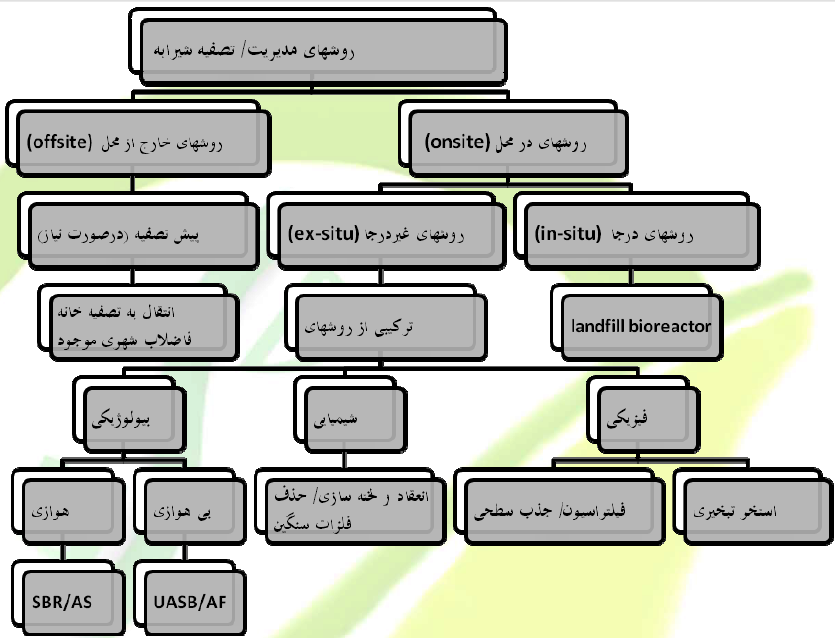 روشهای مدیریت/ تصفیه شیرابه
روشهای در محل (onsite)
روشهای خارج از محل (offsite)
روشهای درجا (in-situ)
روشهای غیردرجا (ex-situ)
پیش تصفیه (درصورت نیاز)
landfill bioreactor
ترکیبی از روشهای
انتقال به تصفیه خانه
فاضلاب شهری موجود
فیزیکی
شیمیایی
بیولوژیکی
استخر تبخیری
فیلتراسیون/ جذب سطحی
انعقاد و لخته سازی/ حذف
فلزات سنگین
بی هوازی
هوازی
UASB/AF
SBR/AS